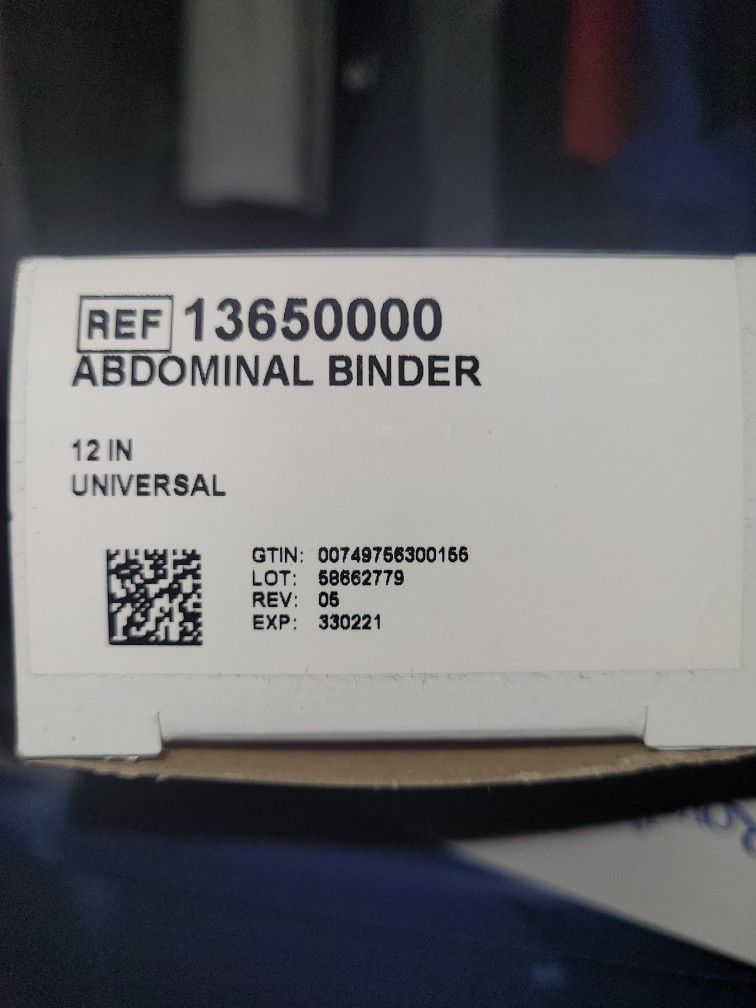 REF 13650000
ABDOMINAL BINDER
12 IN
UNIVERSAL
GTIN: 00749756300156
LOT: 58662779
REV: 05
EXP: 330221